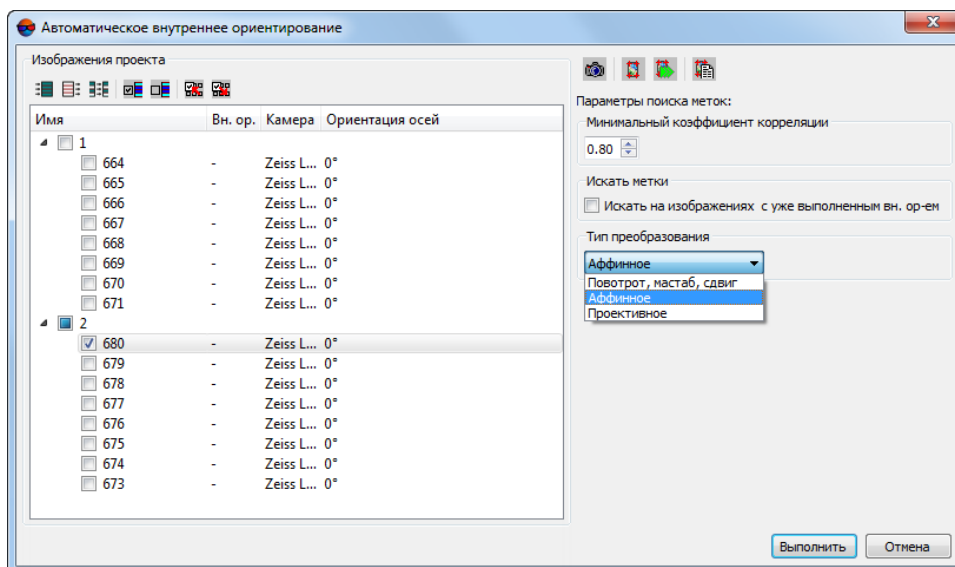 Автоматическое внутреннее ориентирование
Изображения проекта
Имя Вн. ор. Камера Ориентация осей
1
664 - Zeiss L... 0°
665 - Zeiss L... 0°
666 - Zeiss L... 0°
667 - Zeiss L... 0°
668 - Zeiss L... 0°
669 - Zeiss L... 0°
670 - Zeiss L... 0°
671 - Zeiss L... 0°
2
680 - Zeiss L... 0°
679 - Zeiss L... 0°
678 - Zeiss L... 0°
677 - Zeiss L... 0°
676 - Zeiss L... 0°
675 - Zeiss L... 0°
674 - Zeiss L... 0°
673 - Zeiss L... 0°
Параметры поиска меток:
Минимальный коэффициент корреляции
0.80
Искать метки
Искать на изображениях с уже выполненным вн. ор-ем
Тип преобразования
Аффинное
Повотрот, мастаб, сдвиг
Аффинное
Проективное
Выполнить Отмена